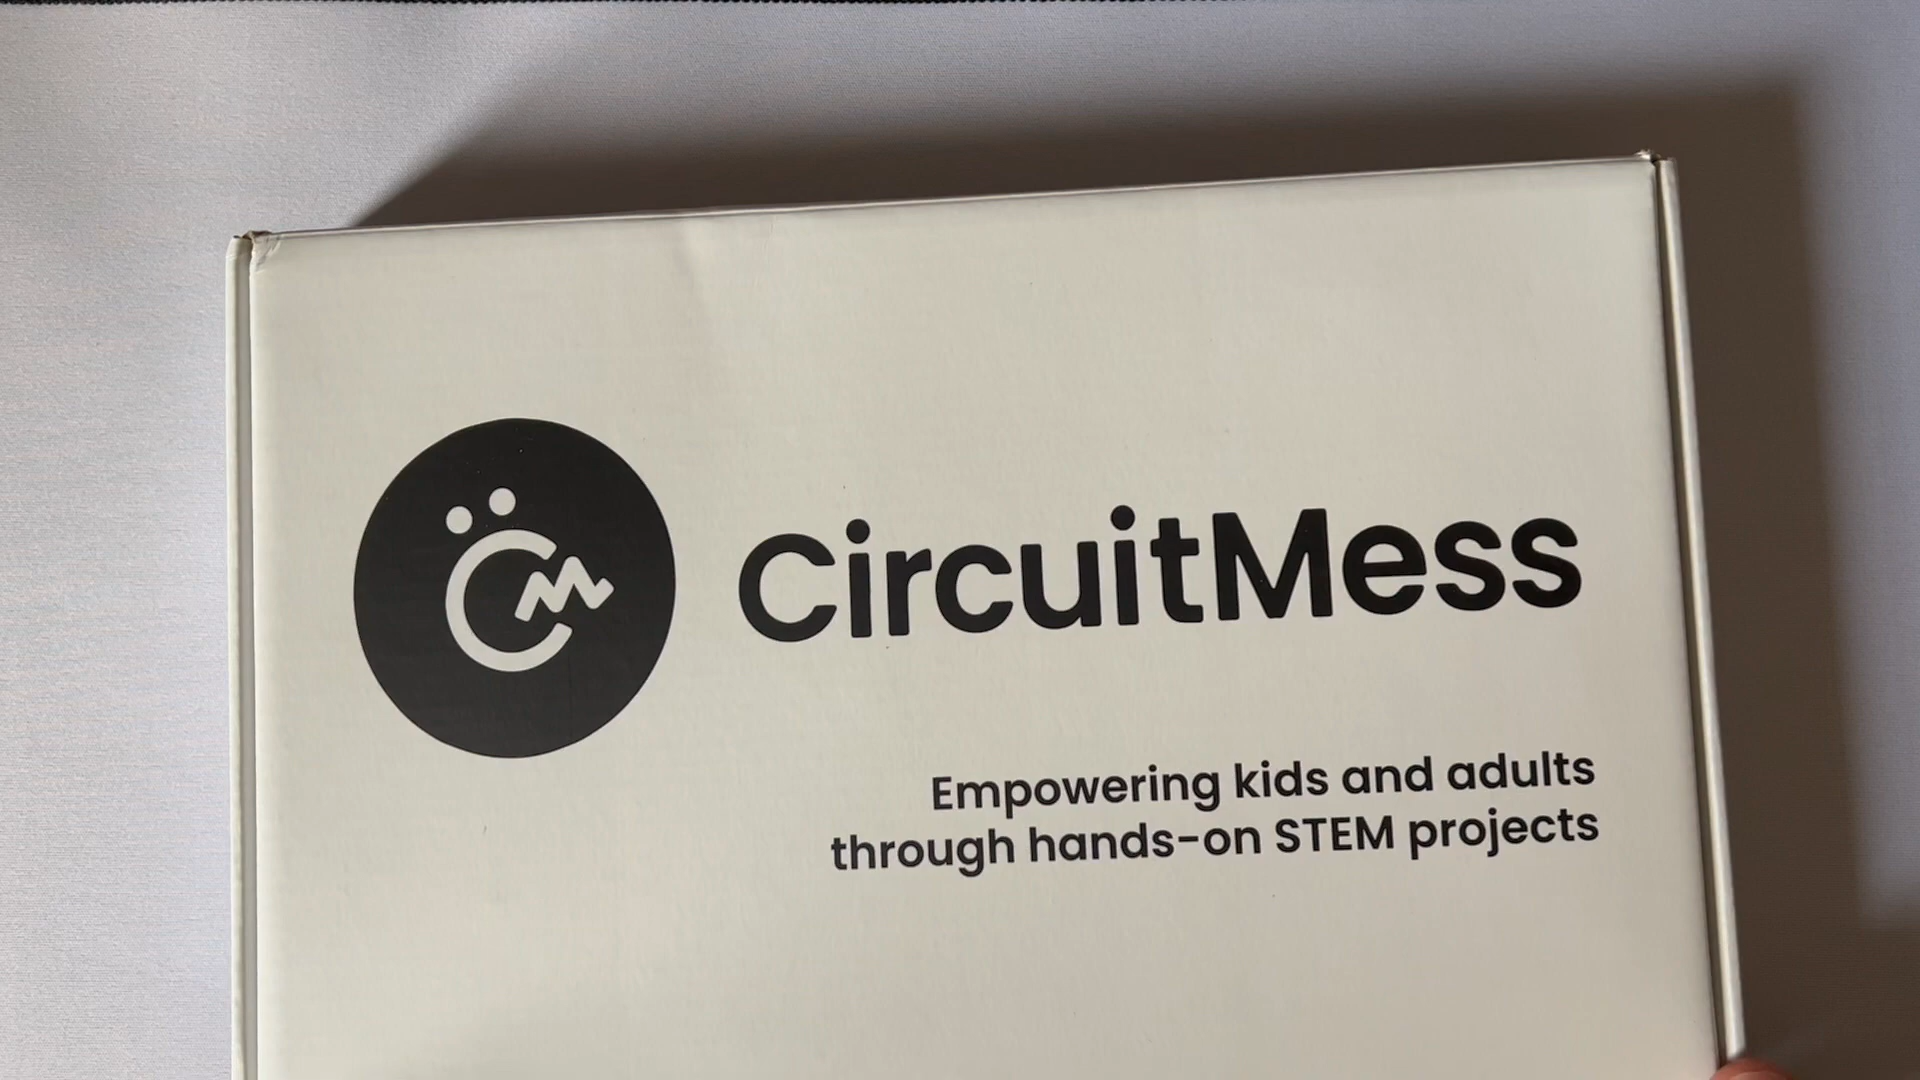 CircuitMess
Empowering kids and adults
through hands-on STEM projects